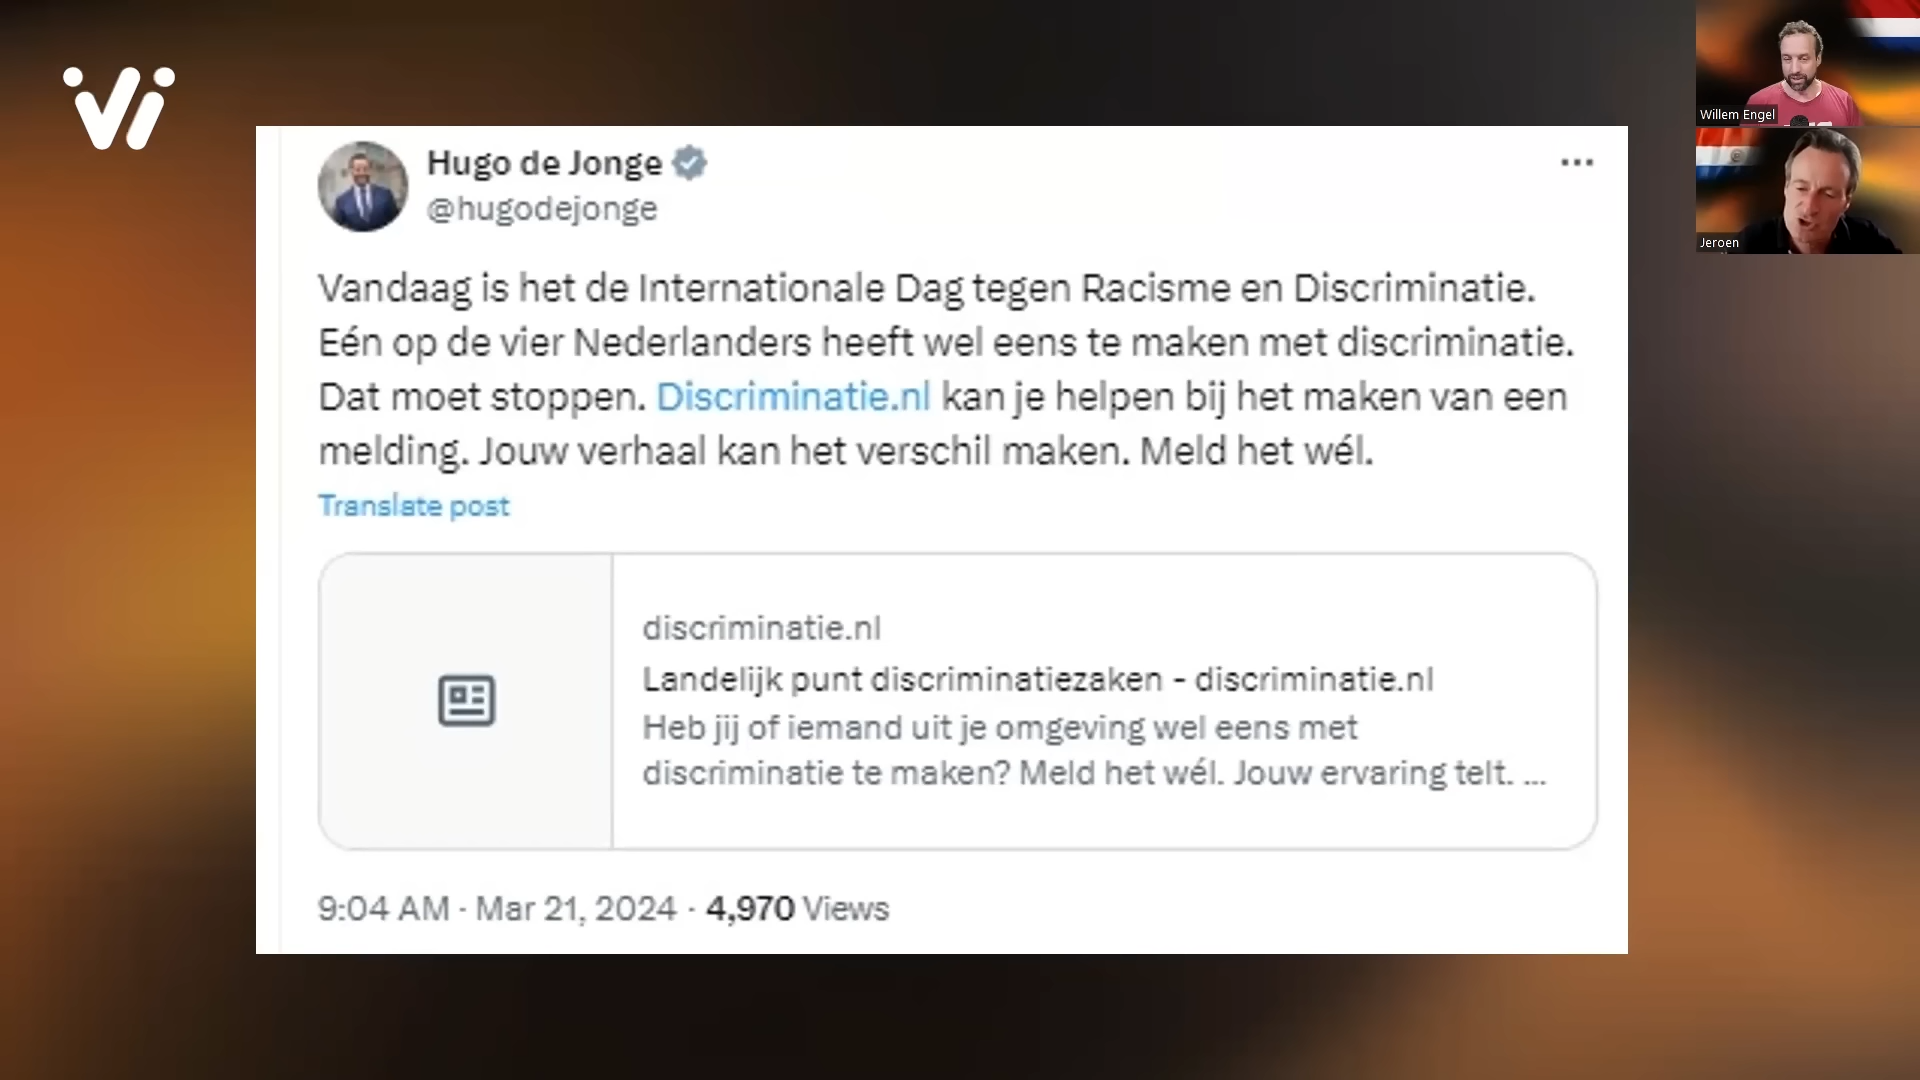 Vi
Willem Engel
Jeroen
Hugo de Jonge
@hugodejonge
Vandaag is het de Internationale Dag tegen Racisme en Discriminatie.
Eén op de vier Nederlanders heeft wel eens te maken met discriminatie.
Dat moet stoppen. Discriminatie.nl kan je helpen bij het maken van een
melding. Jouw verhaal kan het verschil maken. Meld het wél.
Translate post
discriminatie.nl
Landelijk punt discriminatiezaken - discriminatie.nl
Heb jij of iemand uit je omgeving wel eens met
discriminatie te maken? Meld het wél. Jouw ervaring telt. ...
9:04 AM · Mar 21, 2024 · 4,970 Views